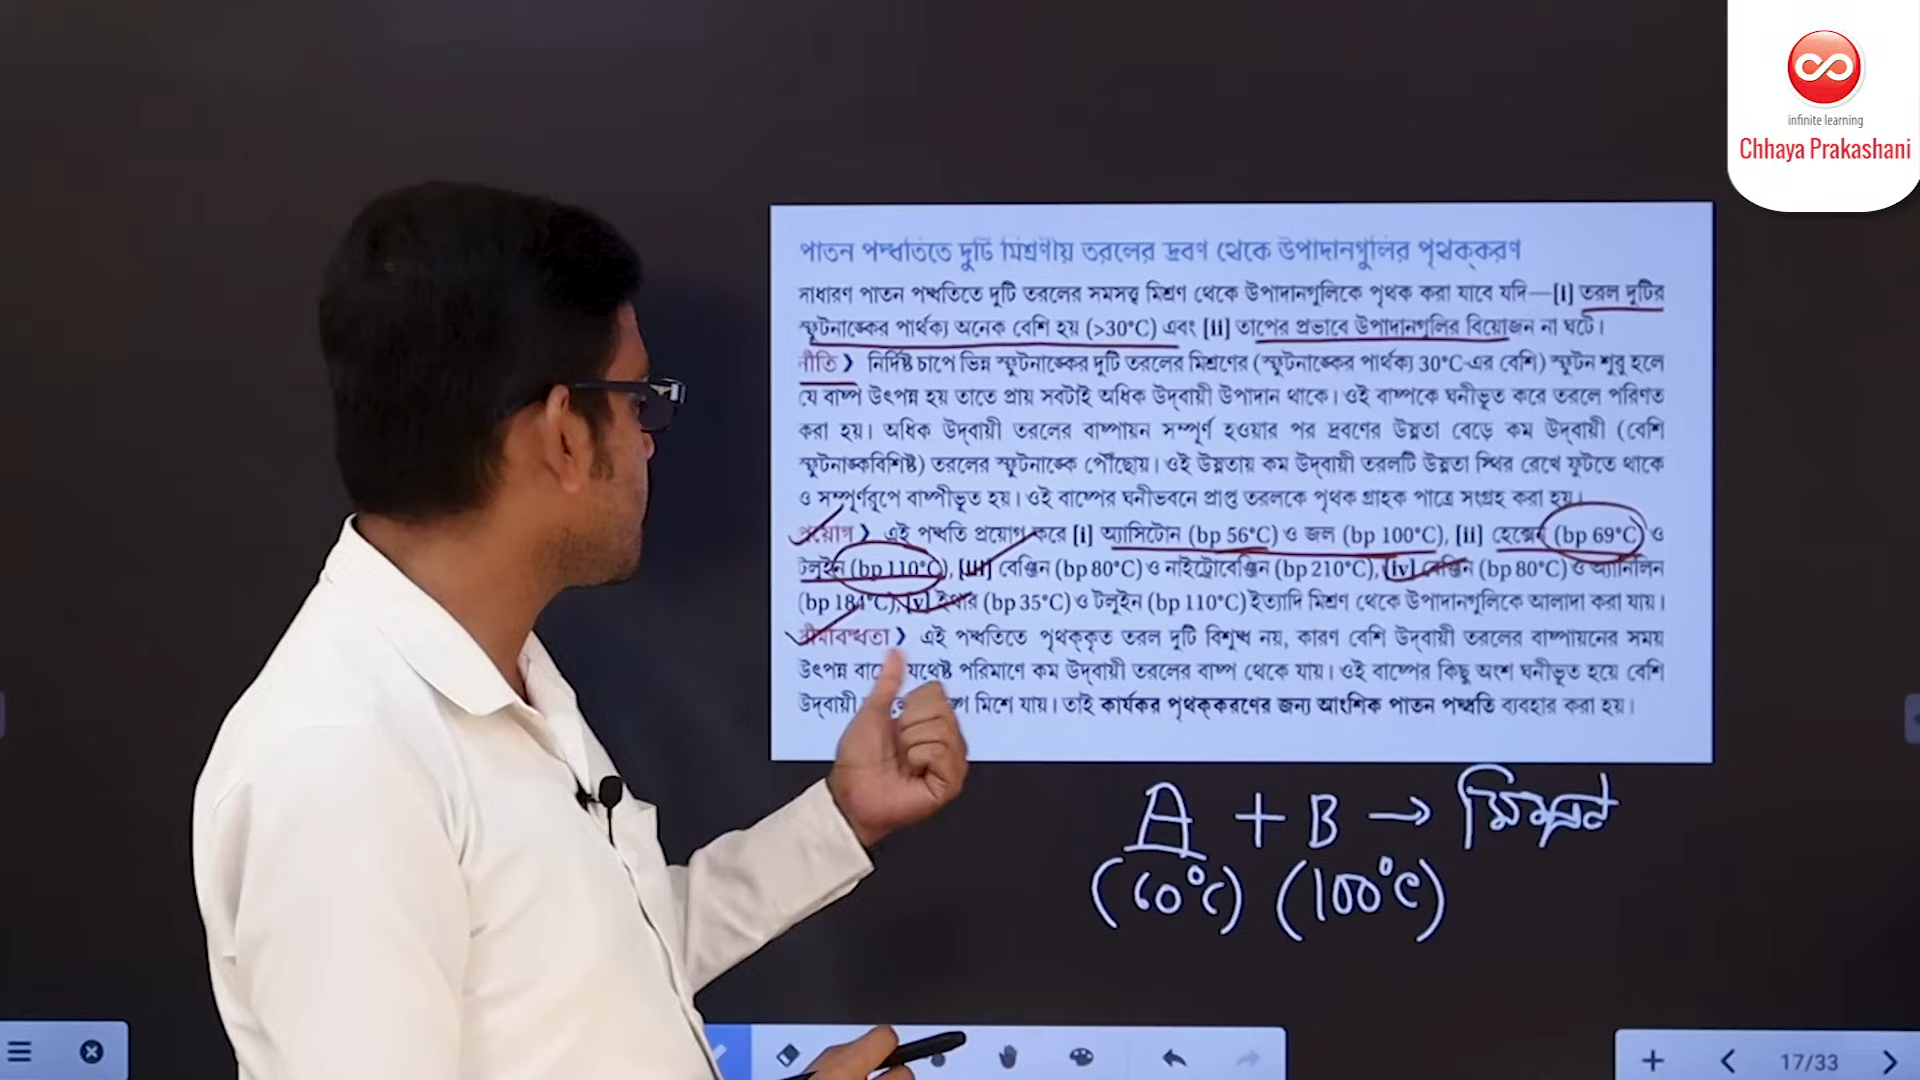 infinite learning
Chhaya Prakashani
পাতন পদ্ধতিতে দুটি মিশ্রণীয় তরলের দ্রবণ থেকে উপাদানগুলির পৃথক্‌করণ
সাধারণ পাতন পদ্ধতিতে দুটি তরলের সমসত্ত্ব মিশ্রণ থেকে উপাদানগুলিকে পৃথক করা যাবে যদি—[i] তরল দুটির
স্ফুটনাঙ্কের পার্থক্য অনেক বেশি হয় (>30°C) এবং [ii] তাপের প্রভাবে উপাদানগুলির বিয়োজন না ঘটে।
নীতি 》 নির্দিষ্ট চাপে ভিন্ন স্ফুটনাঙ্কের দুটি তরলের মিশ্রণের (স্ফুটনাঙ্কের পার্থক্য 30°C-এর বেশি) স্ফুটন শুরু হলে
যে বাষ্প উৎপন্ন হয় তাতে প্রায় সবটাই অধিক উদ্‌বায়ী উপাদান থাকে। ওই বাষ্পকে ঘনীভূত করে তরলে পরিণত
করা হয়। অধিক উদ্‌বায়ী তরলের বাষ্পায়ন সম্পূর্ণ হওয়ার পর দ্রবণের উষ্ণতা বেড়ে কম উদ্‌বায়ী (বেশি
স্ফুটনাঙ্কবিশিষ্ট) তরলের স্ফুটনাঙ্কে পৌঁছোয়। ওই উষ্ণতায় কম উদ্‌বায়ী তরলটি উষ্ণতা স্থির রেখে ফুটতে থাকে
ও সম্পূর্ণরূপে বাষ্পীভূত হয়। ওই বাষ্পের ঘনীভবনে প্রাপ্ত তরলকে পৃথক গ্রাহক পাত্রে সংগ্রহ করা হয়।
প্রয়োগ 》 এই পদ্ধতি প্রয়োগ করে [i] অ্যাসিটোন (bp 56°C) ও জল (bp 100°C), [ii] হেক্সেন (bp 69°C) ও
টলুইন (bp 110°C), [iii] বেঞ্জিন (bp 80°C) ও নাইট্রোবেঞ্জিন (bp 210°C), [iv] বেঞ্জিন (bp 80°C) ও অ্যানিলিন
(bp 184°C), [v] ইথার (bp 35°C) ও টলুইন (bp 110°C) ইত্যাদি মিশ্রণ থেকে উপাদানগুলিকে আলাদা করা যায়।
সীমাবদ্ধতা 》 এই পদ্ধতিতে পৃথক্‌কৃত তরল দুটি বিশুদ্ধ নয়, কারণ বেশি উদ্‌বায়ী তরলের বাষ্পায়নের সময়
উৎপন্ন যথেষ্ট পরিমাণে কম উদ্‌বায়ী তরলের বাষ্প থেকে যায়। ওই বাষ্পের কিছু অংশ ঘনীভূত হয়ে বেশি
উদ্‌বায়ী মিশে যায়। তাই কার্যকর পৃথক্‌করণের জন্য আংশিক পাতন পদ্ধতি ব্যবহার করা হয়।
A + B → মিশ্রন
(60°C) (100°C)
17/33